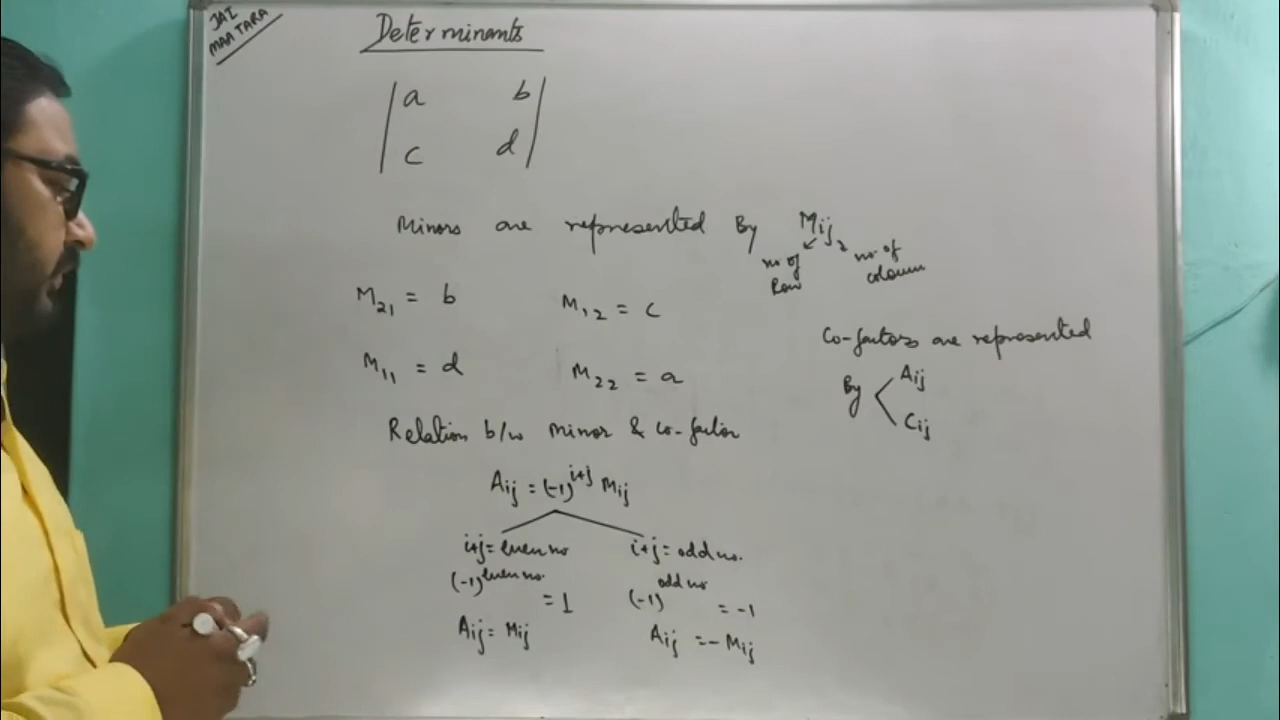 JAI
MAA TARA
Determinants
a b
c d
Minors are represented By Mij
no of Row
no of column
M21 = b M12 = c
M11 = d M22 = a
Co-factors are represented
By Aij
Cij
Relation b/w minor & co-factor
Aij = (-1)^i+j Mij
i+j = even no i+j = odd no.
(-1)^even no. = 1 (-1)^odd no = -1
Aij = Mij Aij = - Mij